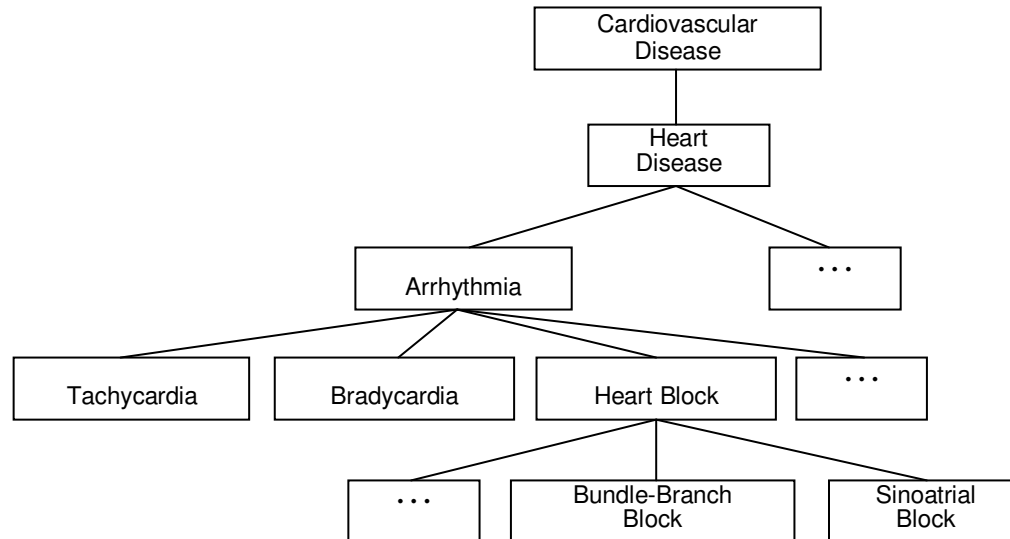 Cardiovascular
Disease
Heart
Disease
Arrhythmia
...
Tachycardia
Bradycardia
Heart Block
...
...
Bundle-Branch
Block
Sinoatrial
Block